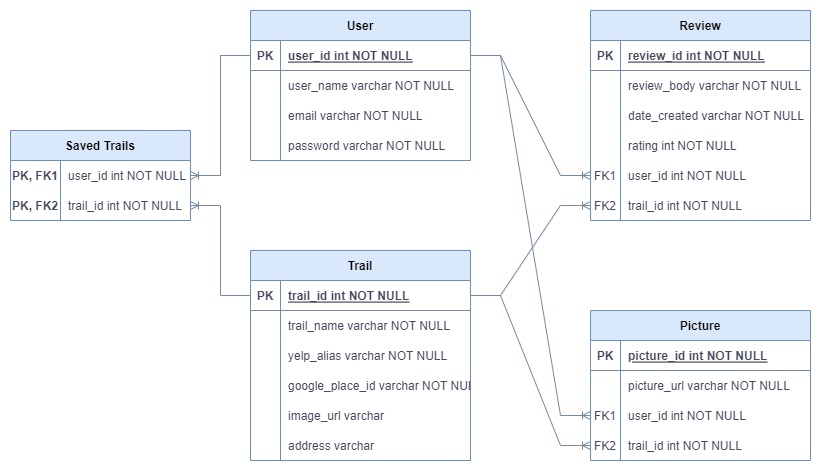 User
PK user_id int NOT NULL
user_name varchar NOT NULL
email varchar NOT NULL
password varchar NOT NULL
Review
PK review_id int NOT NULL
review_body varchar NOT NULL
date_created varchar NOT NULL
rating int NOT NULL
FK1 user_id int NOT NULL
FK2 trail_id int NOT NULL
Saved Trails
PK, FK1 user_id int NOT NULL
PK, FK2 trail_id int NOT NULL
Trail
PK trail_id int NOT NULL
trail_name varchar NOT NULL
yelp_alias varchar NOT NULL
google_place_id varchar NOT NUL
image_url varchar
address varchar
Picture
PK picture_id int NOT NULL
picture_url varchar NOT NULL
FK1 user_id int NOT NULL
FK2 trail_id int NOT NULL